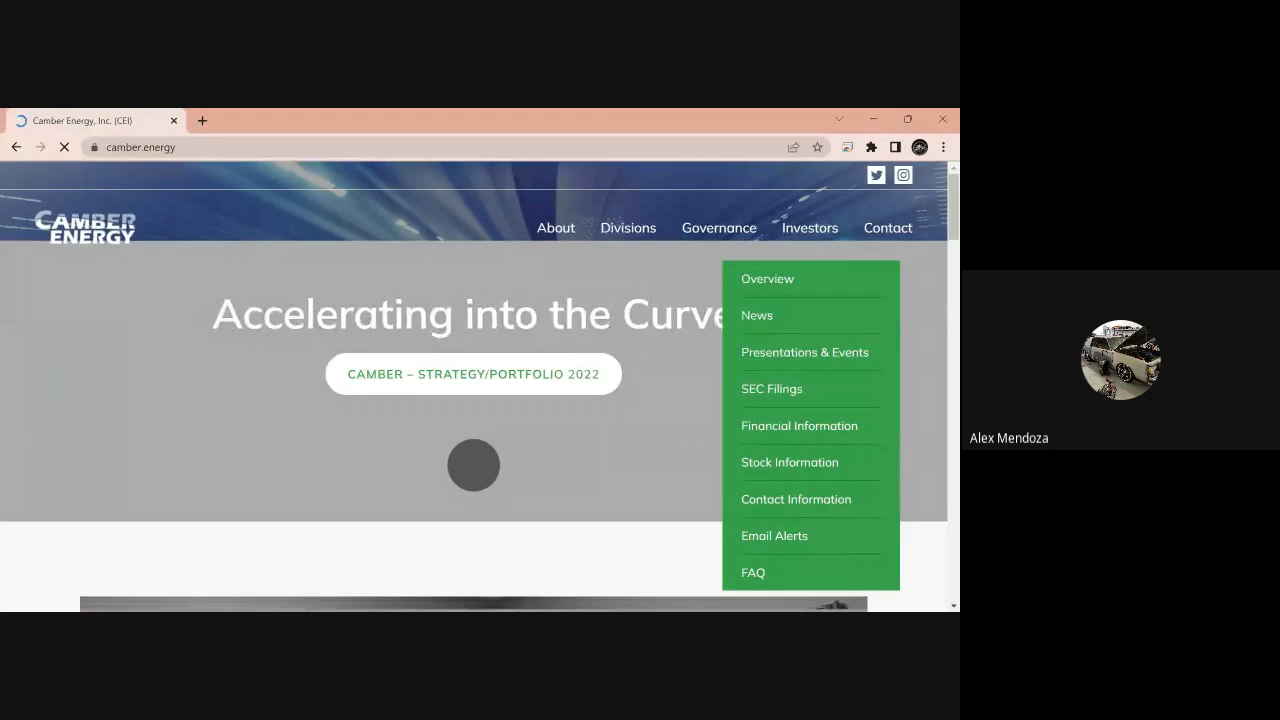 Camber Energy, Inc. (CEI)
camber.energy
CAMBER
ENERGY
About Divisions Governance Investors Contact
Accelerating into the Curve
CAMBER – STRATEGY/PORTFOLIO 2022
Overview
News
Presentations & Events
SEC Filings
Financial Information
Stock Information
Contact Information
Email Alerts
FAQ
Alex Mendoza